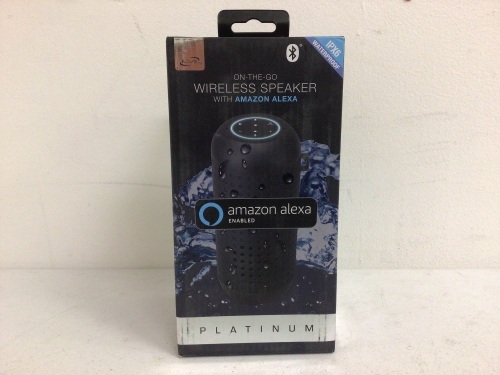 IPX6
WATERPROOF
ON-THE-GO
WIRELESS SPEAKER
WITH AMAZON ALEXA
amazon alexa
ENABLED
PLATINUM